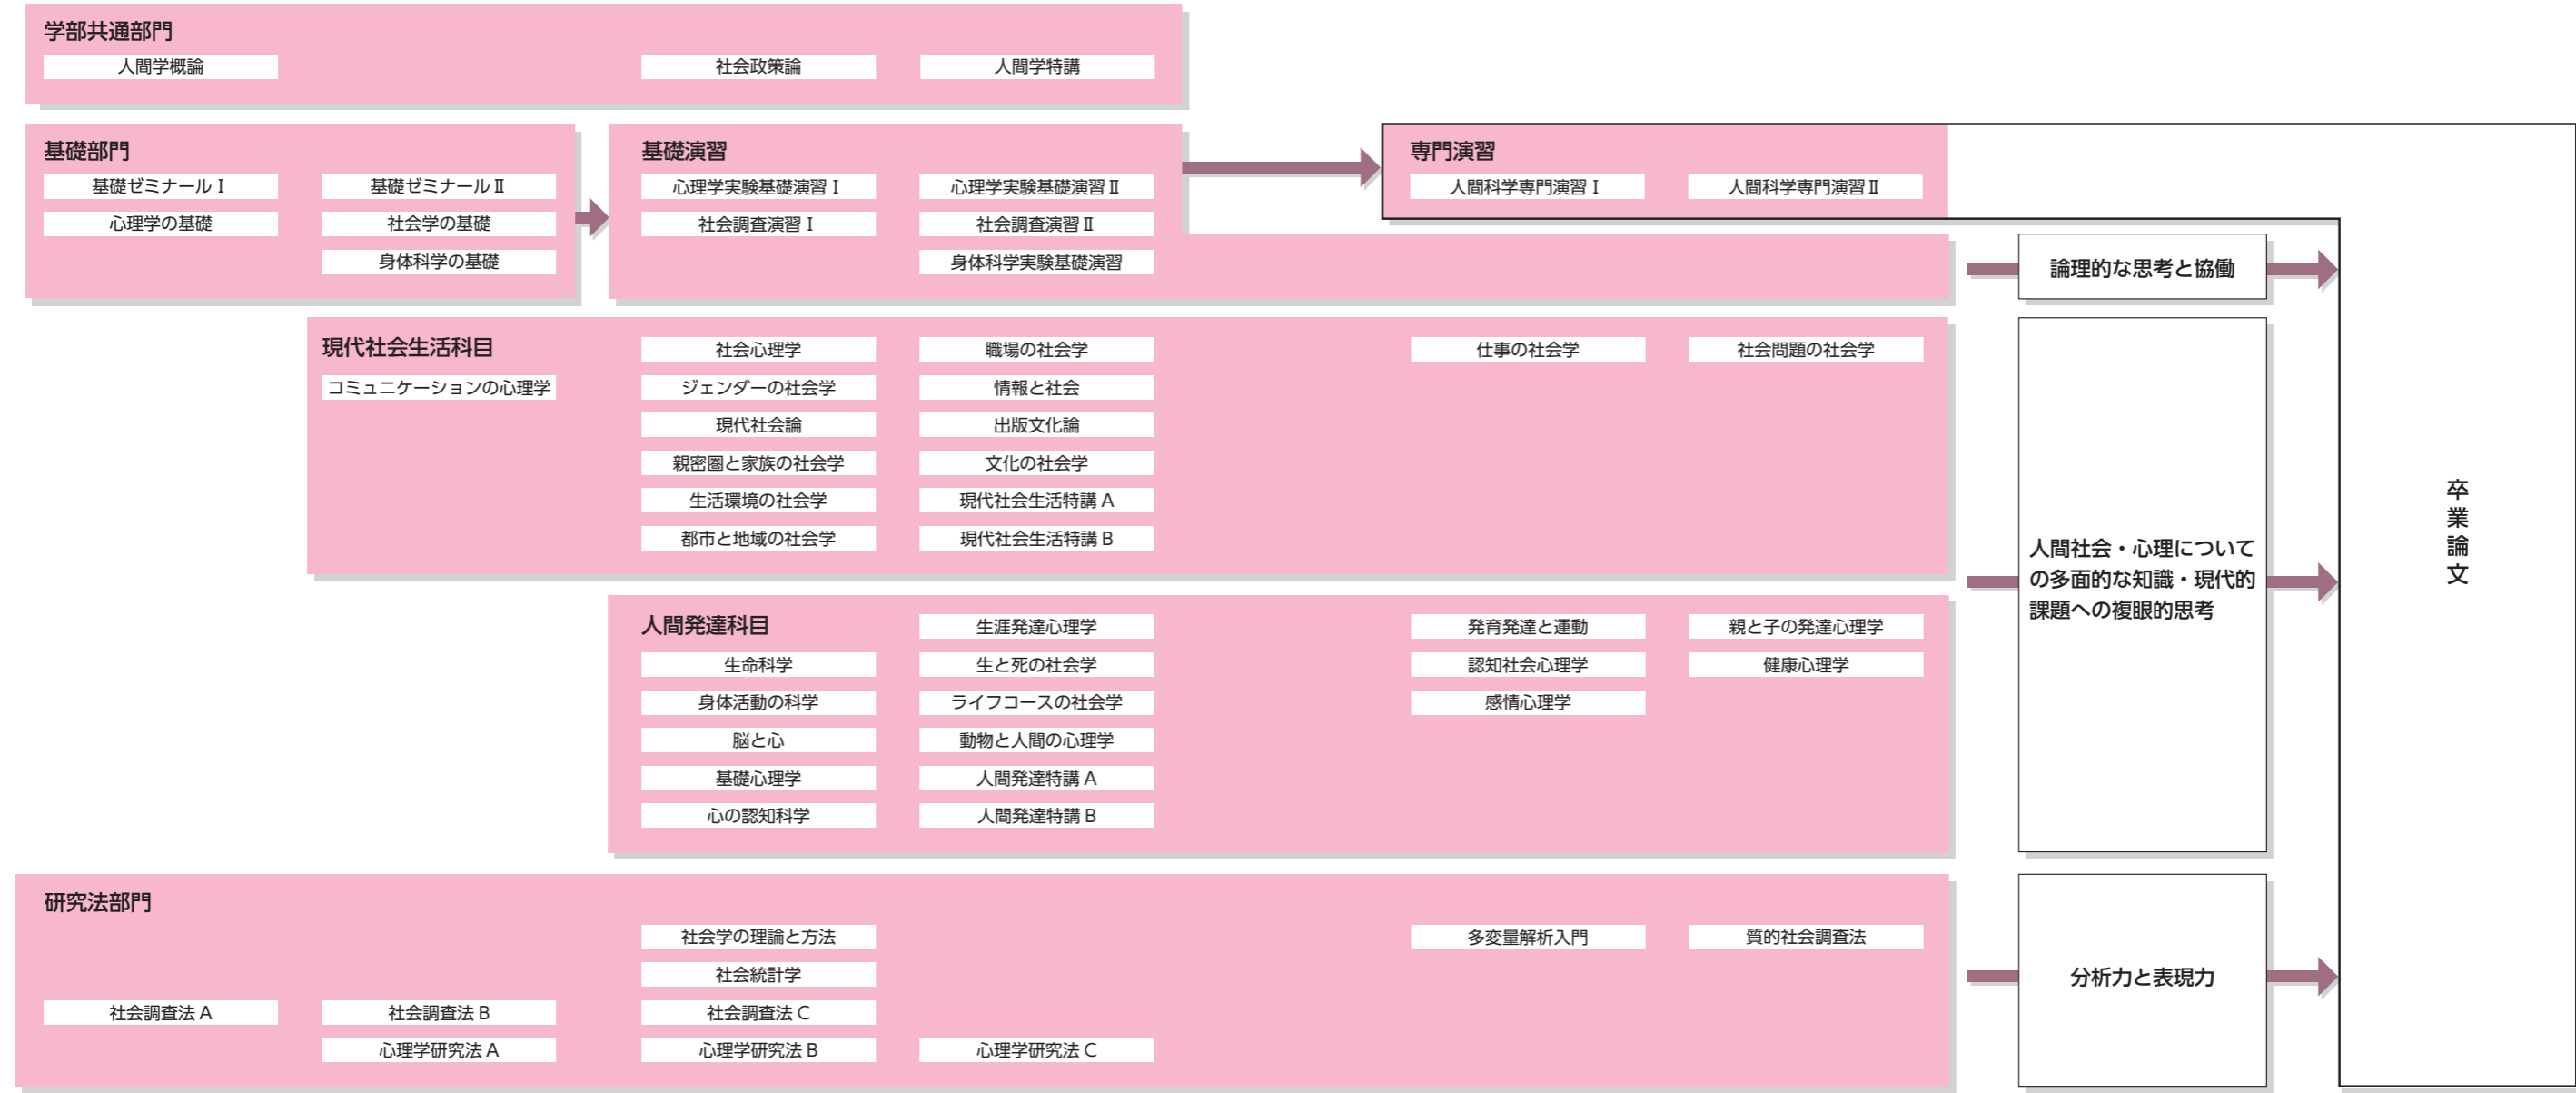 学部共通部門
人間学概論
社会政策論
人間学特講
基礎部門
基礎ゼミナール Ⅰ
基礎ゼミナール Ⅱ
心理学の基礎
社会学の基礎
身体科学の基礎
基礎演習
心理学実験基礎演習 Ⅰ
心理学実験基礎演習 Ⅱ
社会調査演習 Ⅰ
社会調査演習 Ⅱ
身体科学実験基礎演習
専門演習
人間科学専門演習 Ⅰ
人間科学専門演習 Ⅱ
論理的な思考と協働
現代社会生活科目
社会心理学
職場の社会学
仕事の社会学
社会問題の社会学
コミュニケーションの心理学
ジェンダーの社会学
情報と社会
現代社会論
出版文化論
親密圏と家族の社会学
文化の社会学
生活環境の社会学
現代社会生活特講 A
都市と地域の社会学
現代社会生活特講 B
人間発達科目
生涯発達心理学
発育発達と運動
親と子の発達心理学
生命科学
生と死の社会学
認知社会心理学
健康心理学
身体活動の科学
ライフコースの社会学
感情心理学
脳と心
動物と人間の心理学
基礎心理学
人間発達特講 A
心の認知科学
人間発達特講 B
人間社会・心理について
の多面的な知識・現代的
課題への複眼的思考
研究法部門
社会学の理論と方法
多変量解析入門
質的社会調査法
社会統計学
社会調査法 A
社会調査法 B
社会調査法 C
心理学研究法 A
心理学研究法 B
心理学研究法 C
分析力と表現力
卒業論文